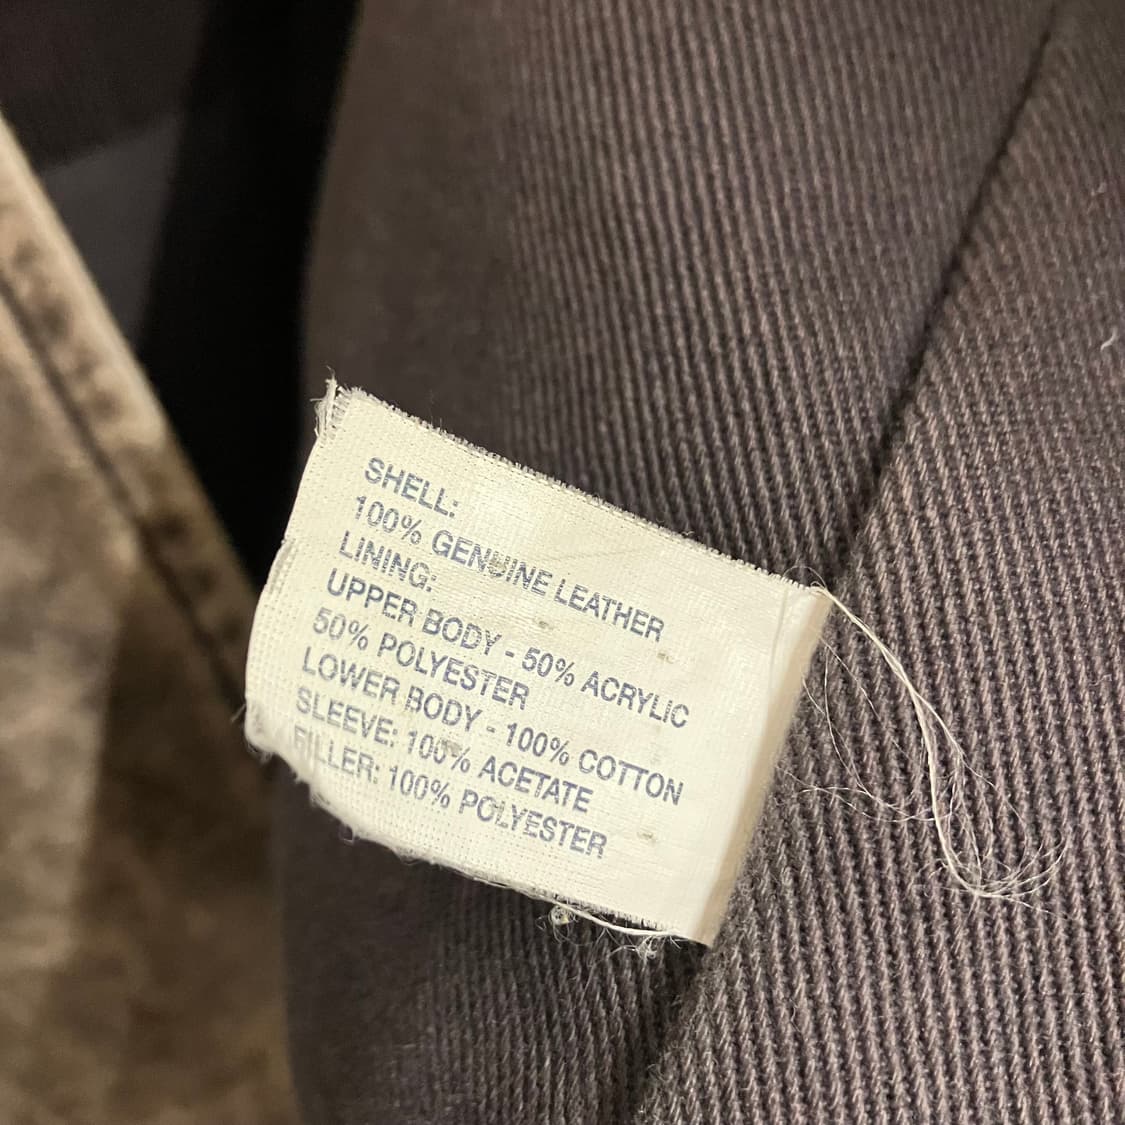 SHELL:
100% GENUINE LEATHER
LINING:
UPPER BODY - 50% ACRYLIC
50% POLYESTER
LOWER BODY - 100% COTTON
SLEEVE: 100% ACETATE
FILLER: 100% POLYESTER